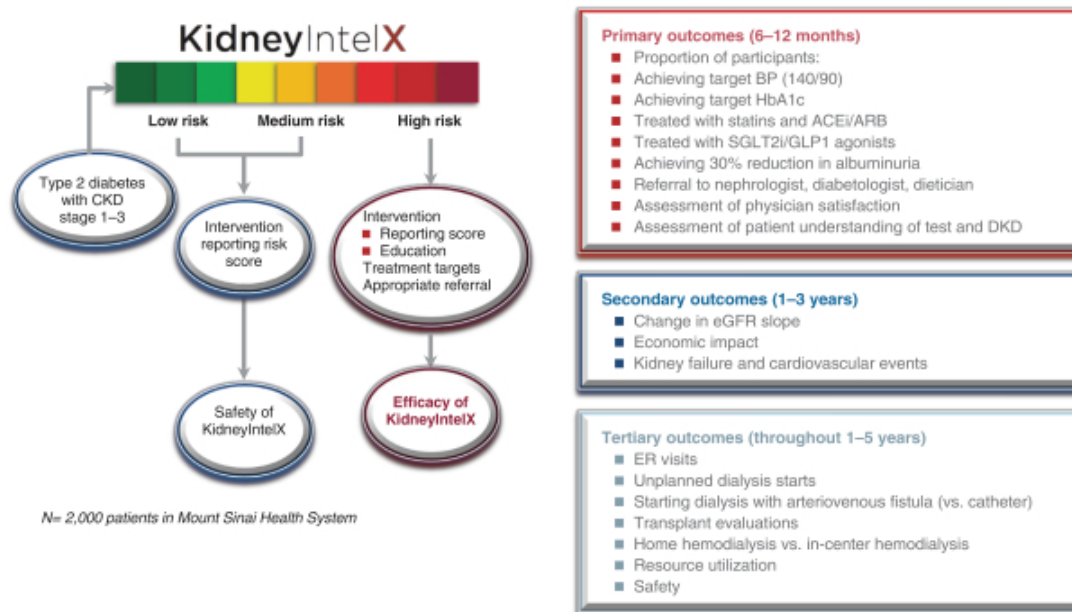 KidneyIntelX
Low risk
Medium risk
High risk
Type 2 diabetes
with CKD
stage 1–3
Intervention
reporting risk
score
Intervention
■ Reporting score
■ Education
Treatment targets
Appropriate referral
Safety of
KidneyIntelX
Efficacy of
KidneyIntelX
N= 2,000 patients in Mount Sinai Health System
Primary outcomes (6–12 months)
■ Proportion of participants:
■ Achieving target BP (140/90)
■ Achieving target HbA1c
■ Treated with statins and ACEi/ARB
■ Treated with SGLT2i/GLP1 agonists
■ Achieving 30% reduction in albuminuria
■ Referral to nephrologist, diabetologist, dietician
■ Assessment of physician satisfaction
■ Assessment of patient understanding of test and DKD
Secondary outcomes (1–3 years)
■ Change in eGFR slope
■ Economic impact
■ Kidney failure and cardiovascular events
Tertiary outcomes (throughout 1–5 years)
■ ER visits
■ Unplanned dialysis starts
■ Starting dialysis with arteriovenous fistula (vs. catheter)
■ Transplant evaluations
■ Home hemodialysis vs. in-center hemodialysis
■ Resource utilization
■ Safety